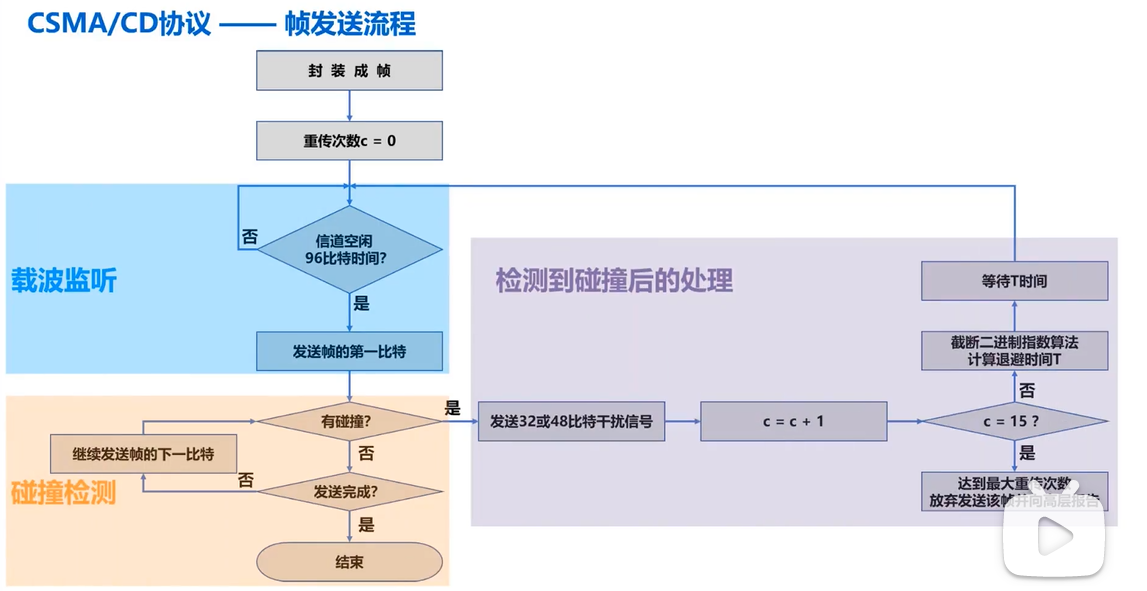 CSMA/CD协议 —— 帧发送流程
封 装 成 帧
重传次数c = 0
否
信道空闲
96比特时间?
载波监听
是
发送帧的第一比特
检测到碰撞后的处理
等待T时间
截断二进制指数算法
计算退避时间T
否
有碰撞?
是
发送32或48比特干扰信号
c = c + 1
c = 15 ?
继续发送帧的下一比特
否
是
碰撞检测
否
发送完成?
达到最大重传次数
放弃发送该帧并向高层报告
是
结束